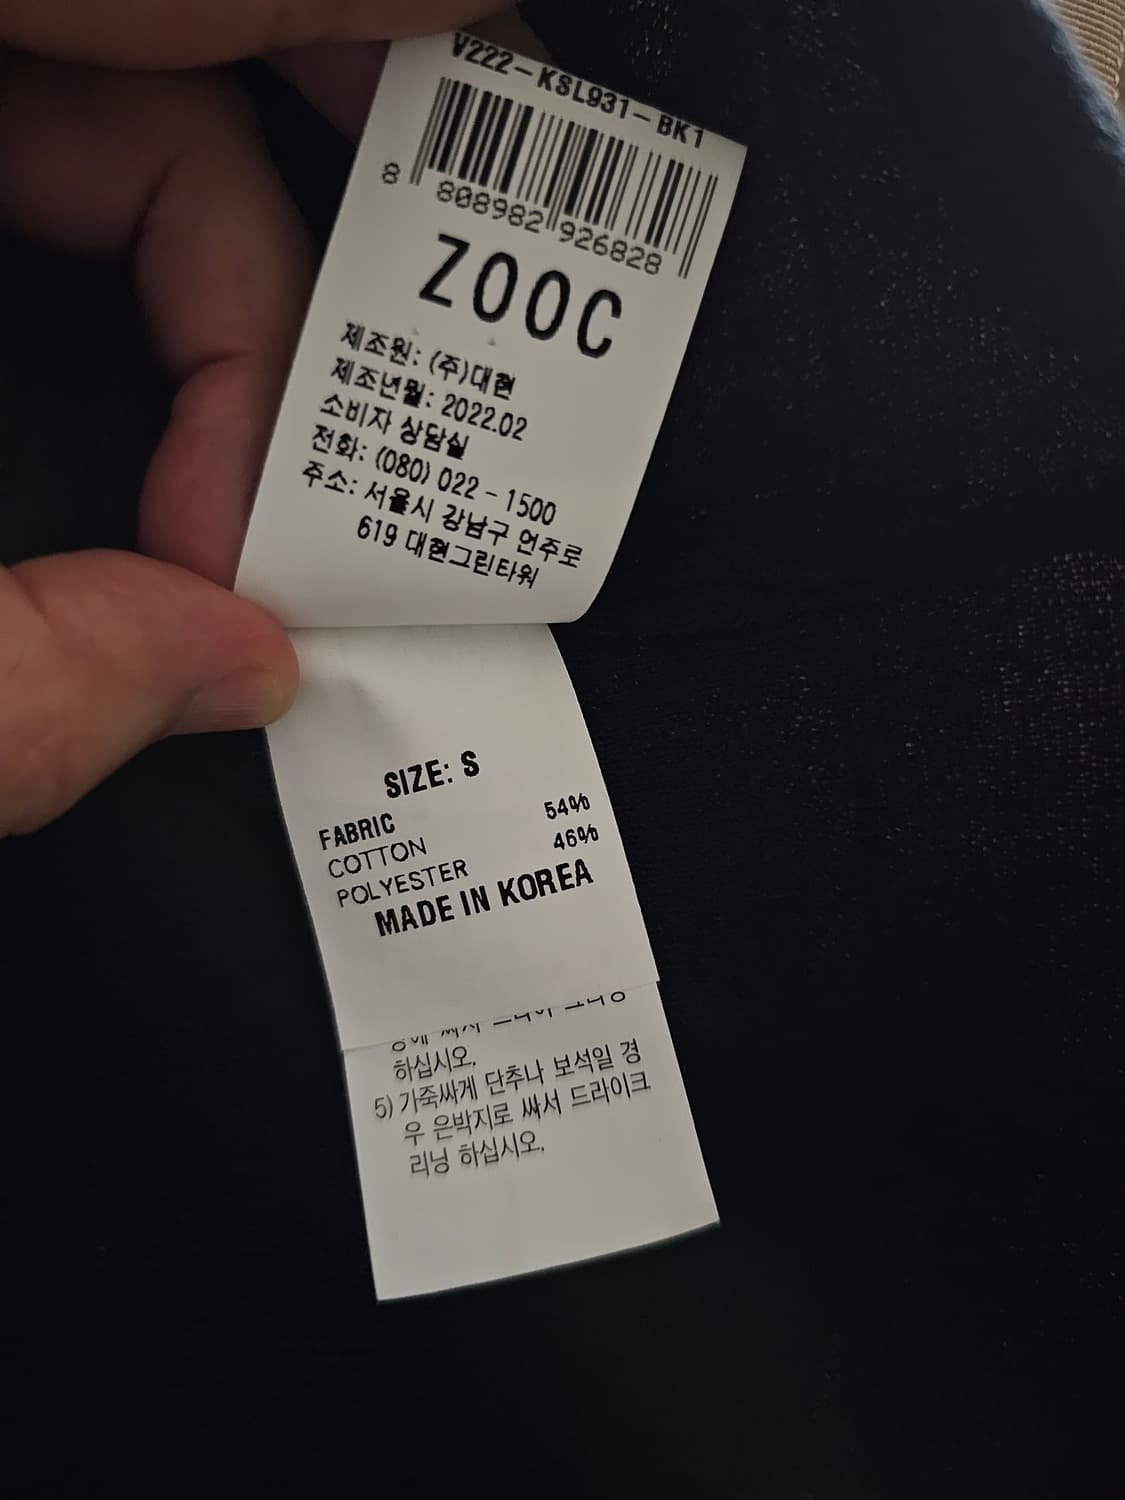 V222-KSL931-BK1
8 808982 926828
ZOOC
제조원: (주)대현
제조년월: 2022.02
소비자 상담실
전화: (080) 022-1500
주소: 서울시 강남구 언주로
619 대현그린타워
SIZE: S
FABRIC
COTTON 54%
POLYESTER 46%
MADE IN KOREA
하십시오.
5) 가죽싸게 단추나 보석일 경
우 은박지로 싸서 드라이크
리닝 하십시오.